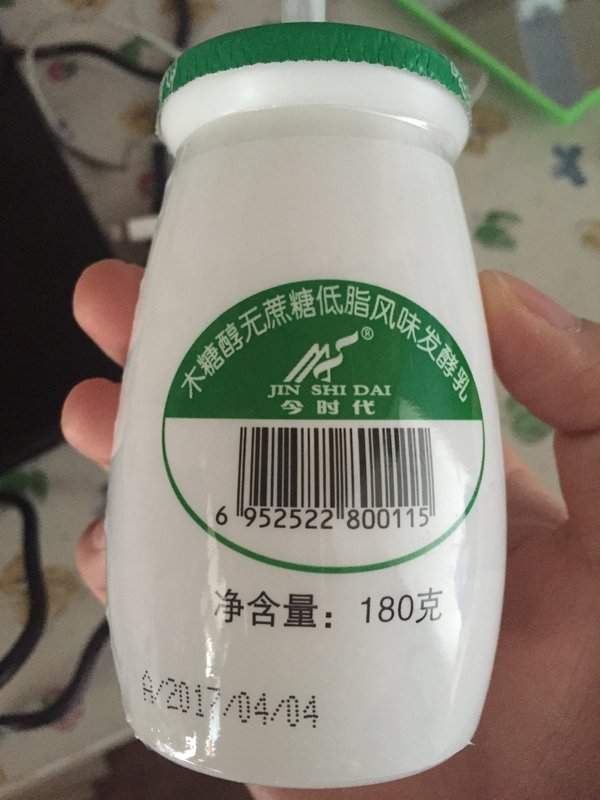 木糖醇无蔗糖低脂风味发酵乳
®
JIN SHI DAI
今时代
6 952522 800115
净含量：180克
A/2017/04/04